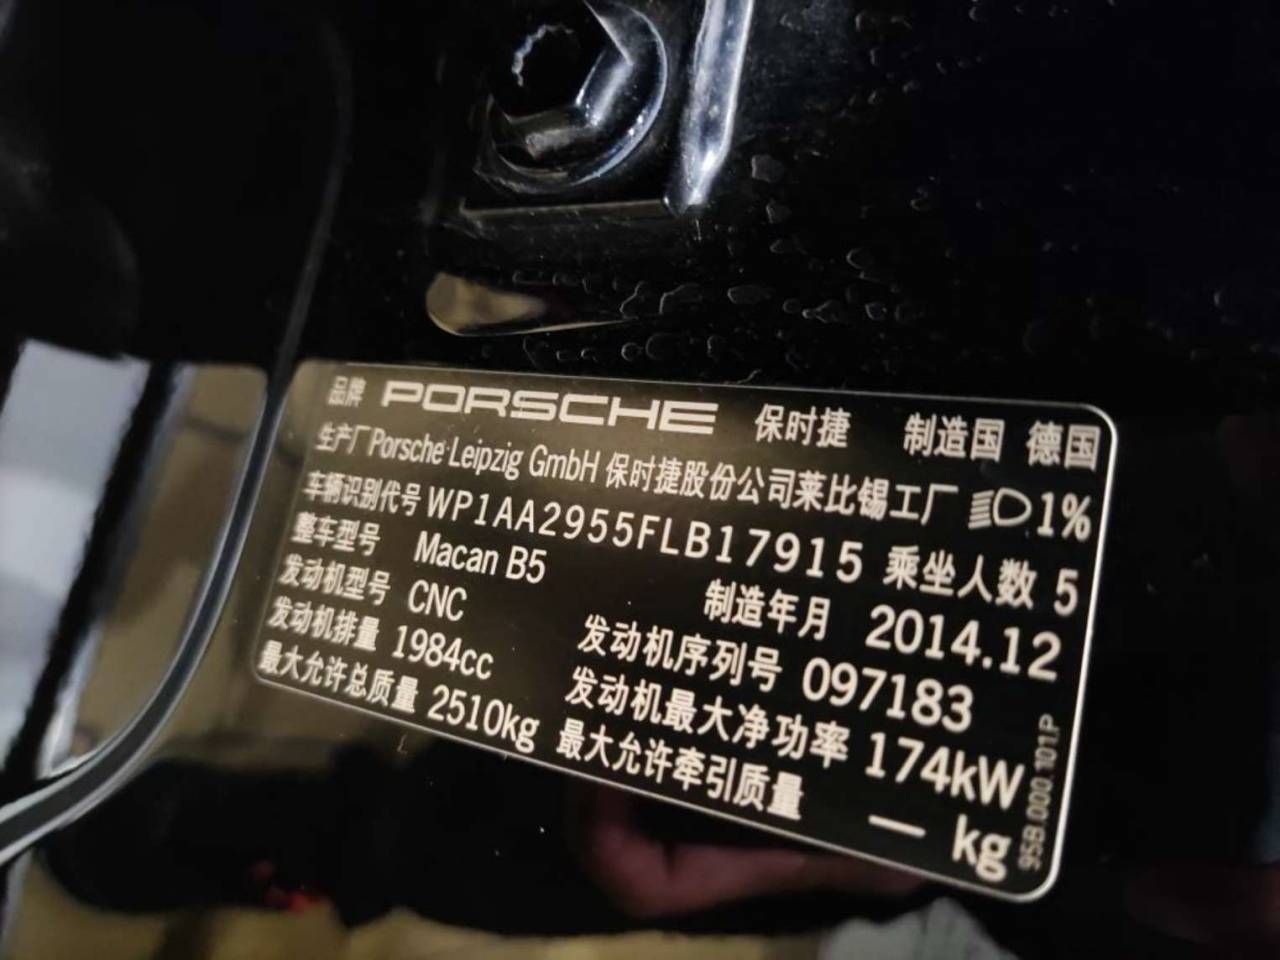 品牌 PORSCHE 保时捷 制造国 德国
生产厂 Porsche Leipzig GmbH 保时捷股份公司莱比锡工厂 1%
车辆识别代号 WP1AA2955FLB17915 乘坐人数 5
整车型号 Macan B5 制造年月 2014.12
发动机型号 CNC 发动机序列号 097183
发动机排量 1984cc 发动机最大净功率 174kW
最大允许总质量 2510kg 最大允许牵引质量 — kg
95B.000.101.P